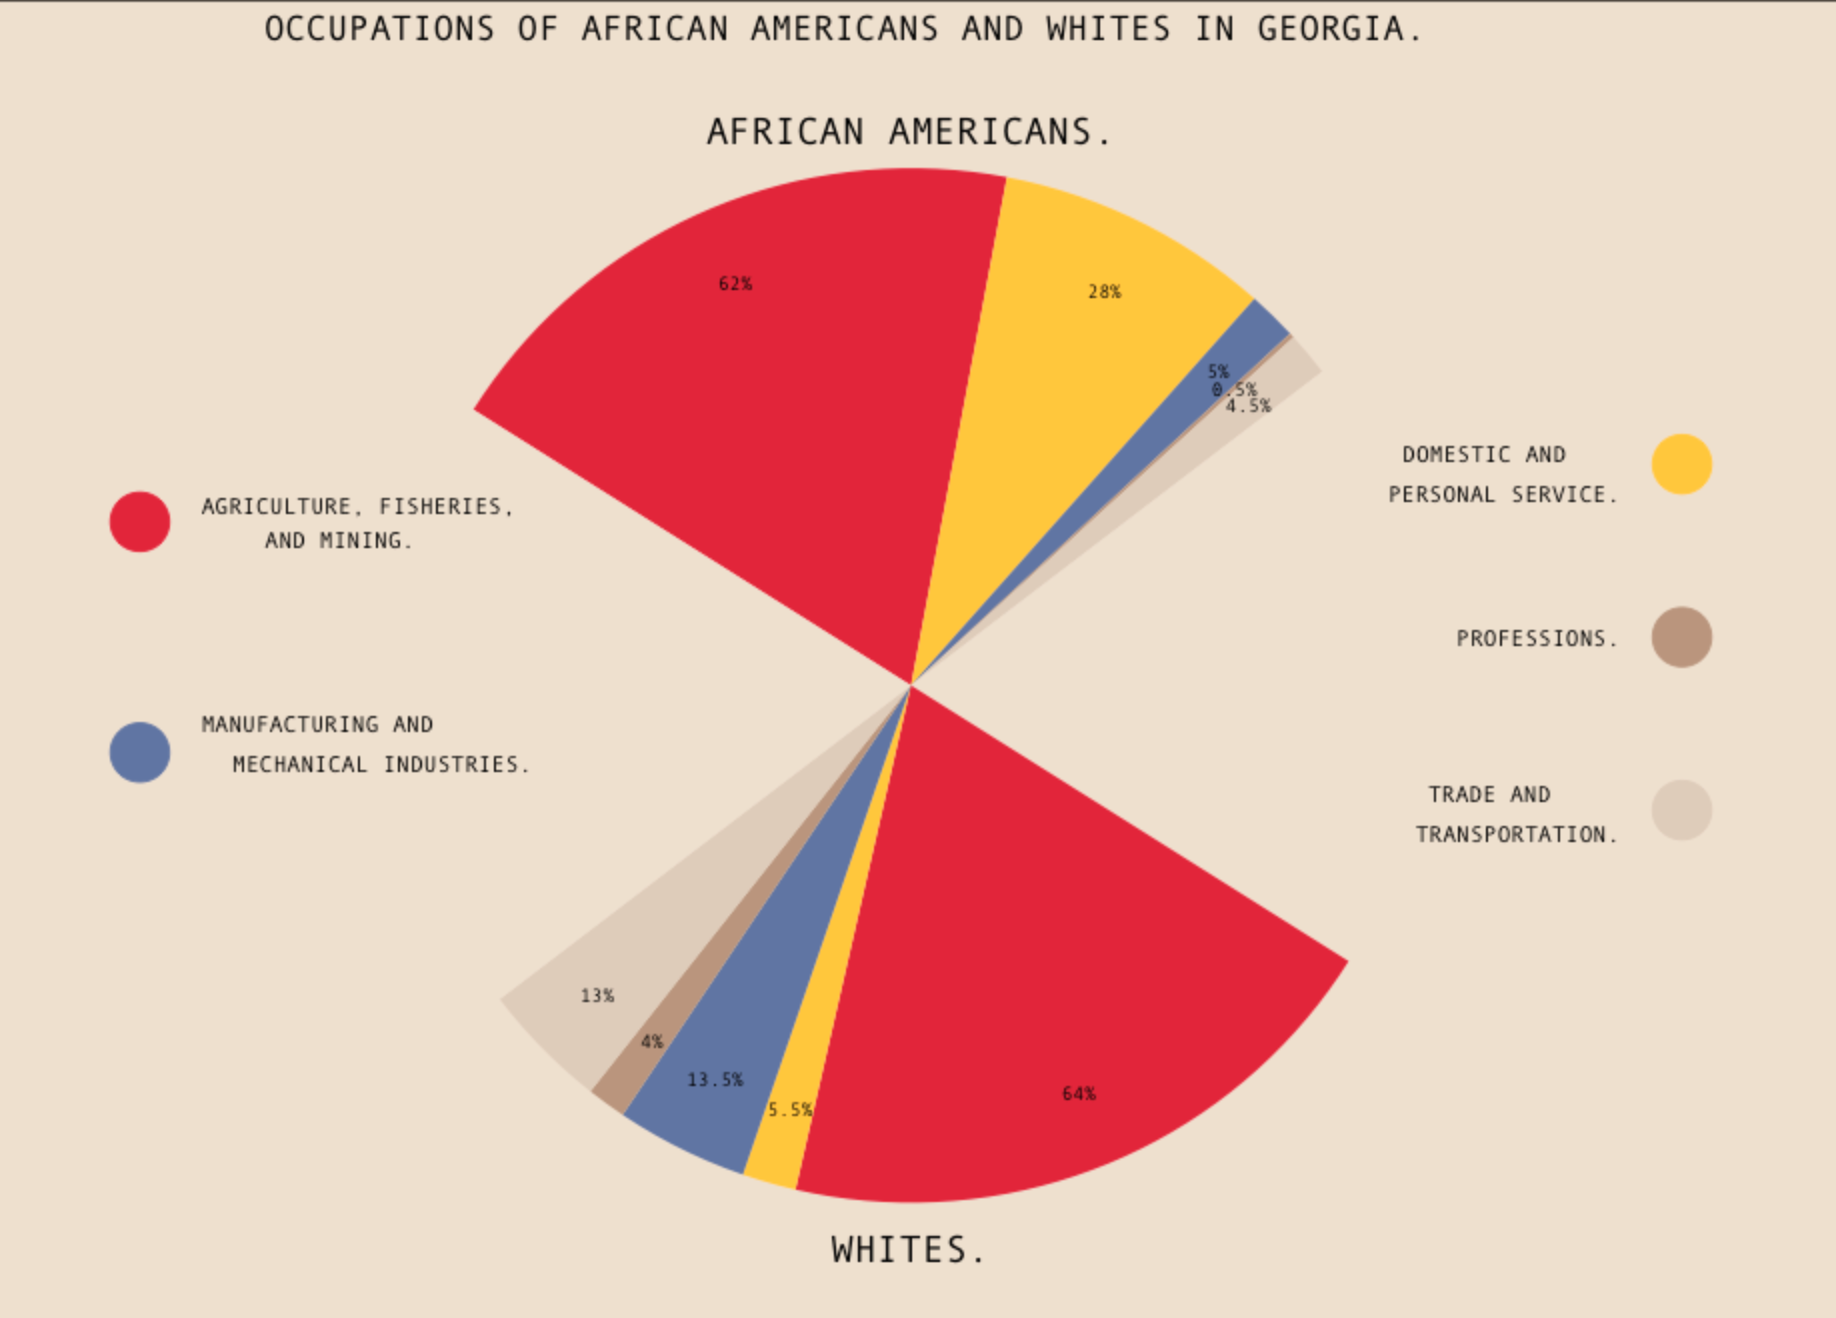 OCCUPATIONS OF AFRICAN AMERICANS AND WHITES IN GEORGIA.
AFRICAN AMERICANS.
62%
28%
5%
0.5%
4.5%
AGRICULTURE, FISHERIES,
AND MINING.
MANUFACTURING AND
MECHANICAL INDUSTRIES.
DOMESTIC AND
PERSONAL SERVICE.
PROFESSIONS.
TRADE AND
TRANSPORTATION.
13%
4%
13.5%
5.5%
64%
WHITES.